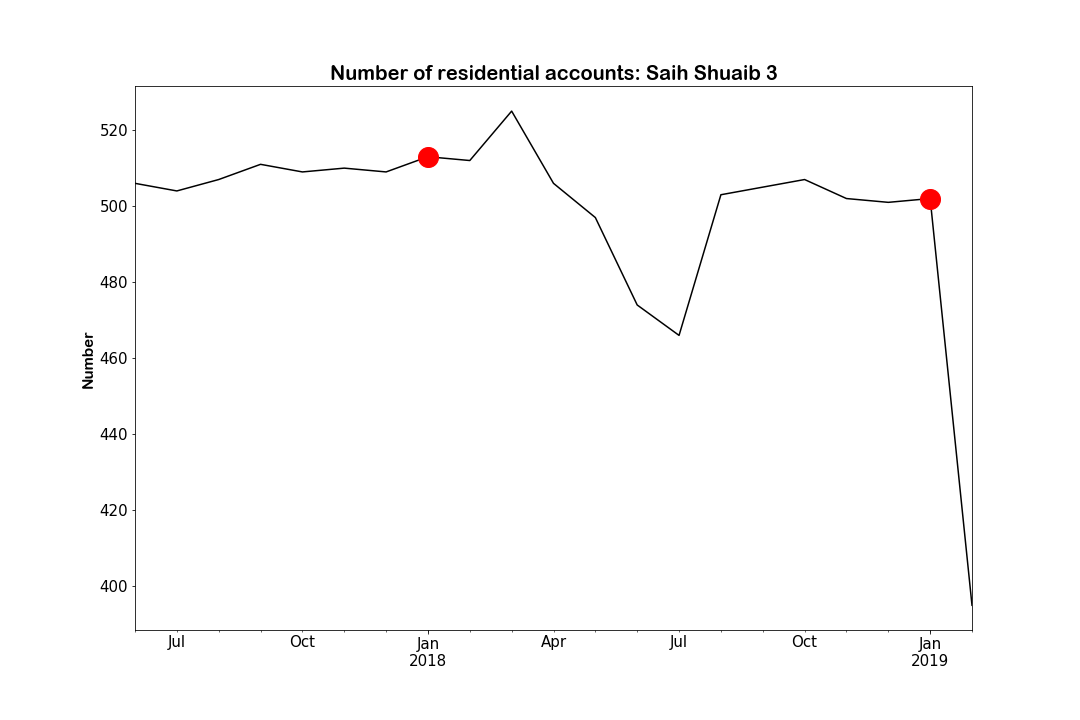 Number of residential accounts: Saih Shuaib 3
520
500
480
460
440
420
400
Number
Jul
Oct
Jan
2018
Apr
Jul
Oct
Jan
2019